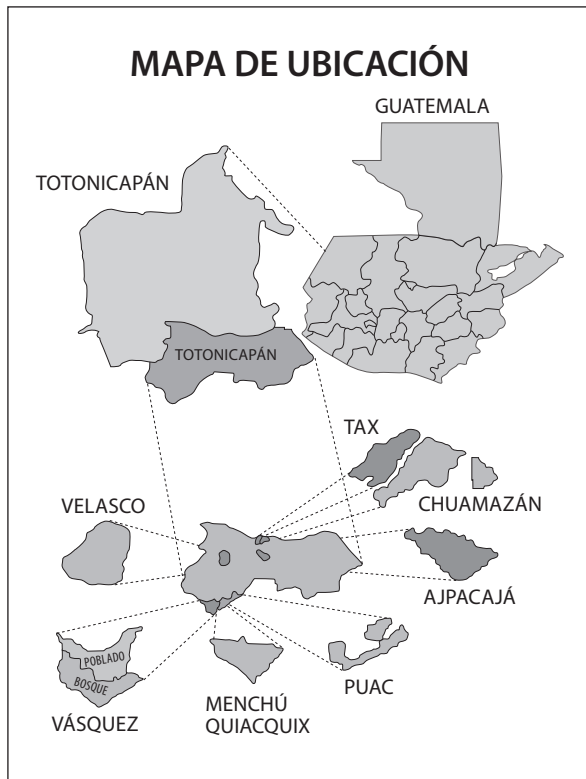 MAPA DE UBICACIÓN
GUATEMALA
TOTONICAPÁN
TOTONICAPÁN
TAX
CHUAMAZÁN
VELASCO
AJPACAJÁ
POBLADO
BOSQUE
VÁSQUEZ
MENCHÚ
QUIACQUIX
PUAC